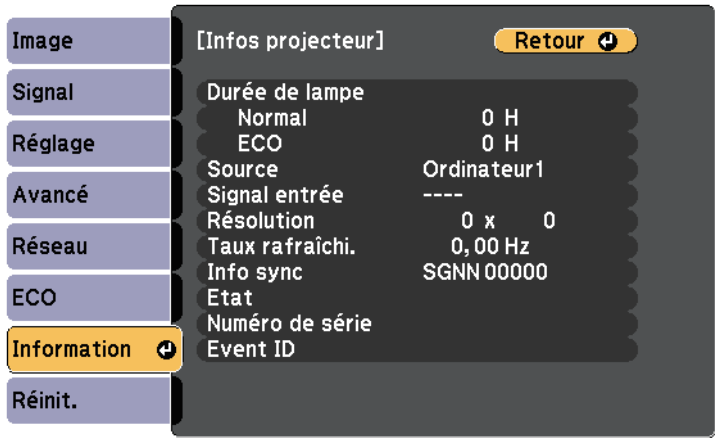 Image
Signal
Réglage
Avancé
Réseau
ECO
Information
Réinit.
[Infos projecteur]
Retour
Durée de lampe
Normal 0 H
ECO 0 H
Source Ordinateur1
Signal entrée ----
Résolution 0 x 0
Taux rafraîchi. 0,00 Hz
Info sync SGNN 00000
Etat
Numéro de série
Event ID